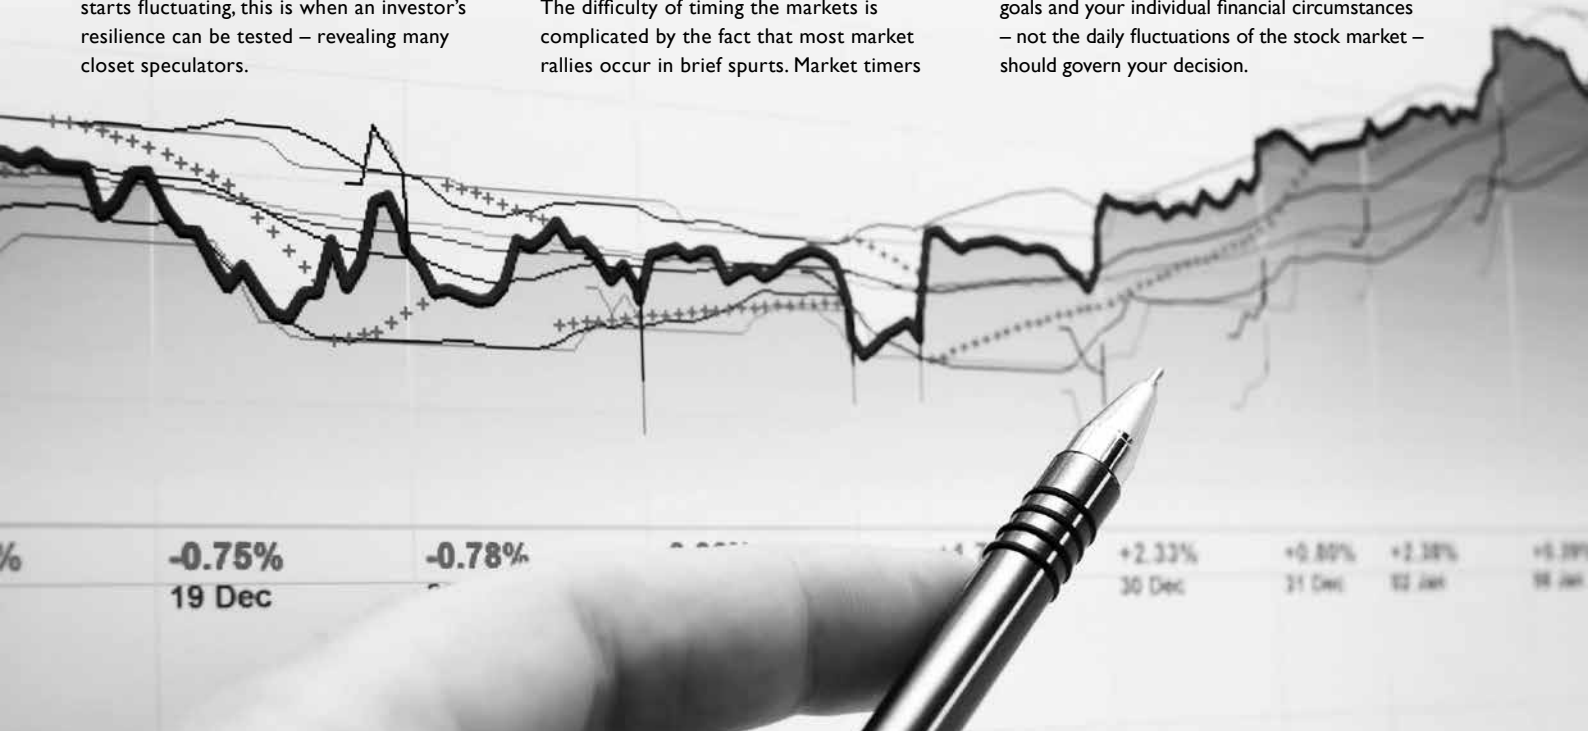 starts fluctuating, this is when an investor's
resilience can be tested – revealing many
closet speculators.
The difficulty of timing the markets is
complicated by the fact that most market
rallies occur in brief spurts. Market timers
goals and your individual financial circumstances
– not the daily fluctuations of the stock market –
should govern your decision.
-0.75%
19 Dec
-0.78%
+2.33%
30 Dec
+0.80%
31 Dec
+2.38%